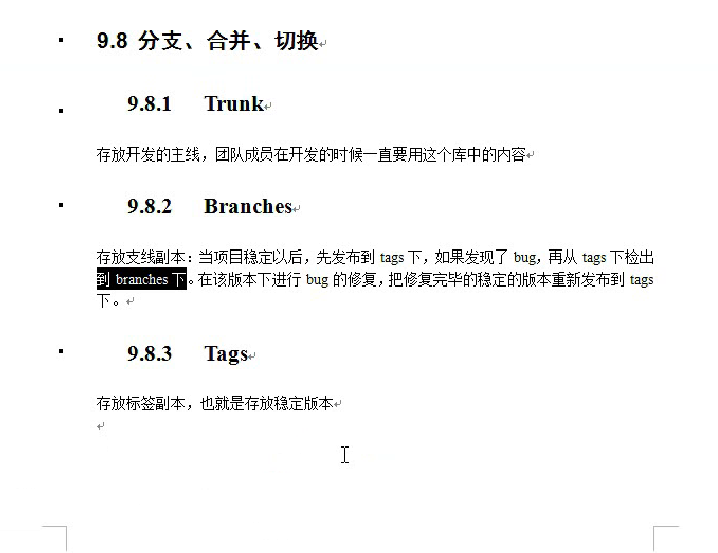 9.8 分支、合并、切换
9.8.1 Trunk
存放开发的主线，团队成员在开发的时候一直要用这个库中的内容
9.8.2 Branches
存放支线副本：当项目稳定以后，先发布到 tags 下，如果发现了 bug，再从 tags 下检出
到 branches 下。在该版本下进行 bug 的修复，把修复完毕的稳定的版本重新发布到 tags
下。
9.8.3 Tags
存放标签副本，也就是存放稳定版本